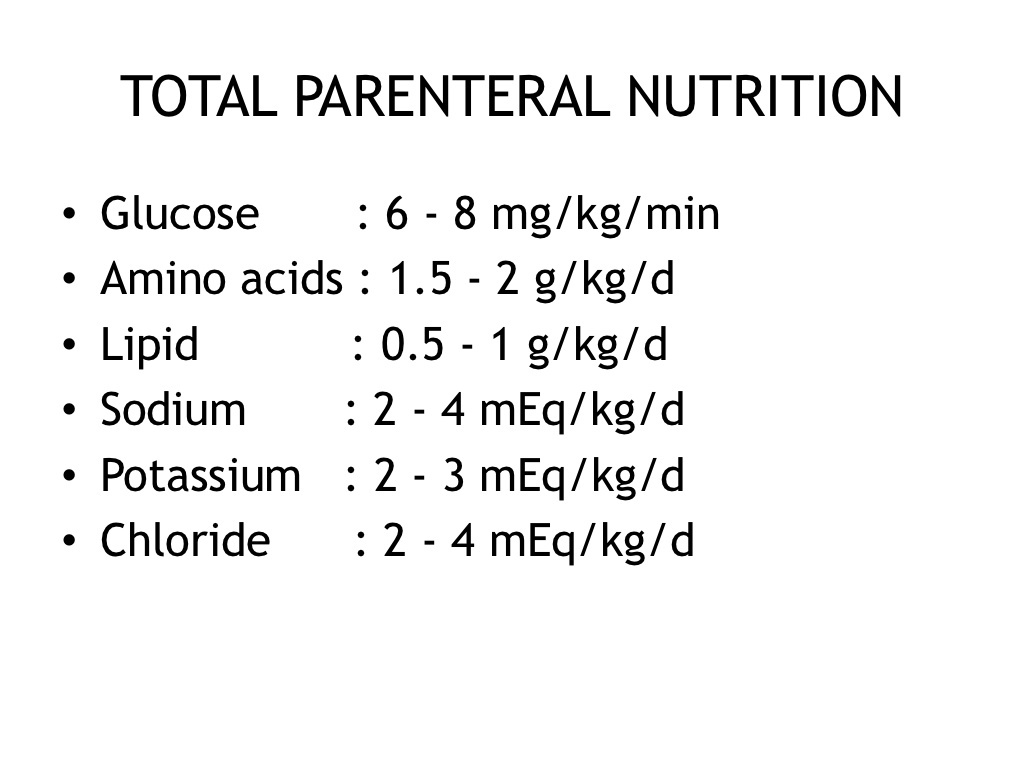 TOTAL PARENTERAL NUTRITION
• Glucose : 6 - 8 mg/kg/min
• Amino acids : 1.5 - 2 g/kg/d
• Lipid : 0.5 - 1 g/kg/d
• Sodium : 2 - 4 mEq/kg/d
• Potassium : 2 - 3 mEq/kg/d
• Chloride : 2 - 4 mEq/kg/d